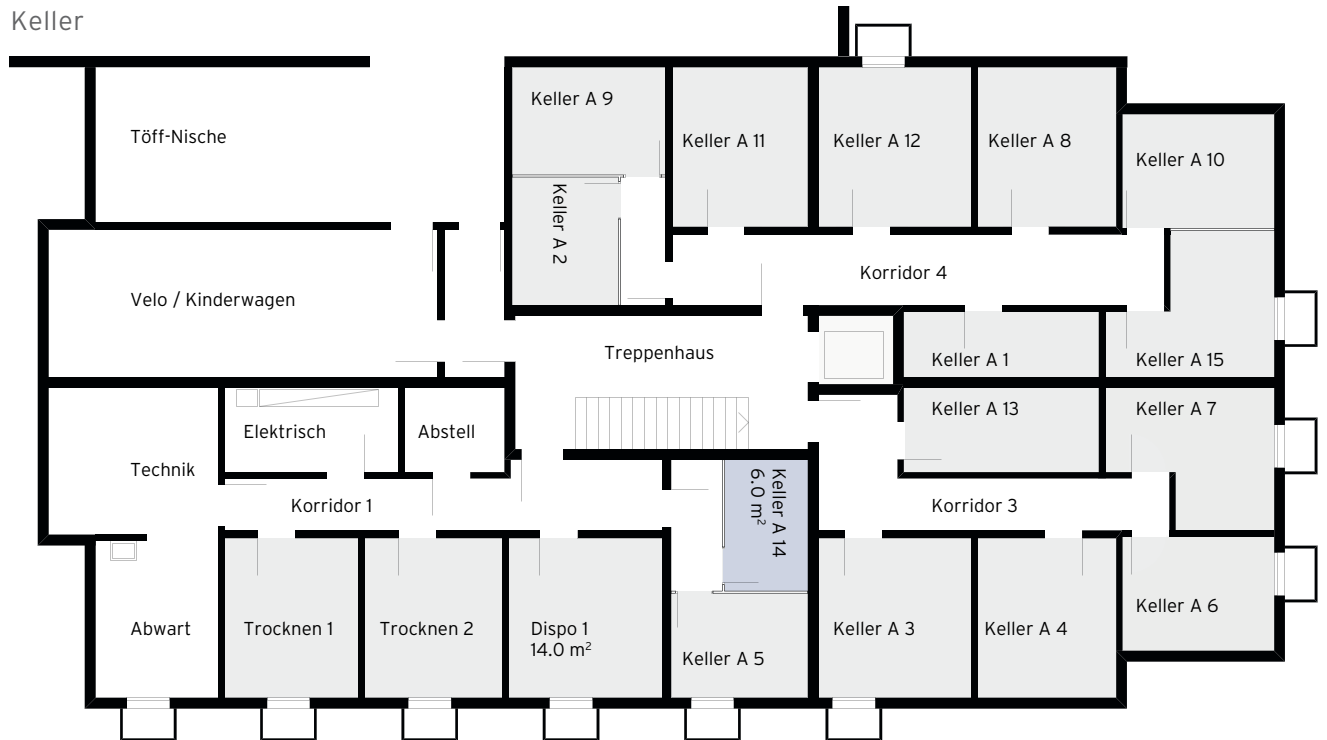 Keller
Töff-Nische
Keller A 9
Keller A 11
Keller A 12
Keller A 8
Keller A 10
Keller A 2
Velo / Kinderwagen
Korridor 4
Treppenhaus
Keller A 1
Keller A 15
Keller A 13
Keller A 7
Elektrisch
Abstell
Technik
Korridor 1
Keller A 14
6.0 m²
Korridor 3
Abwart
Trocknen 1
Trocknen 2
Dispo 1
14.0 m²
Keller A 5
Keller A 3
Keller A 4
Keller A 6